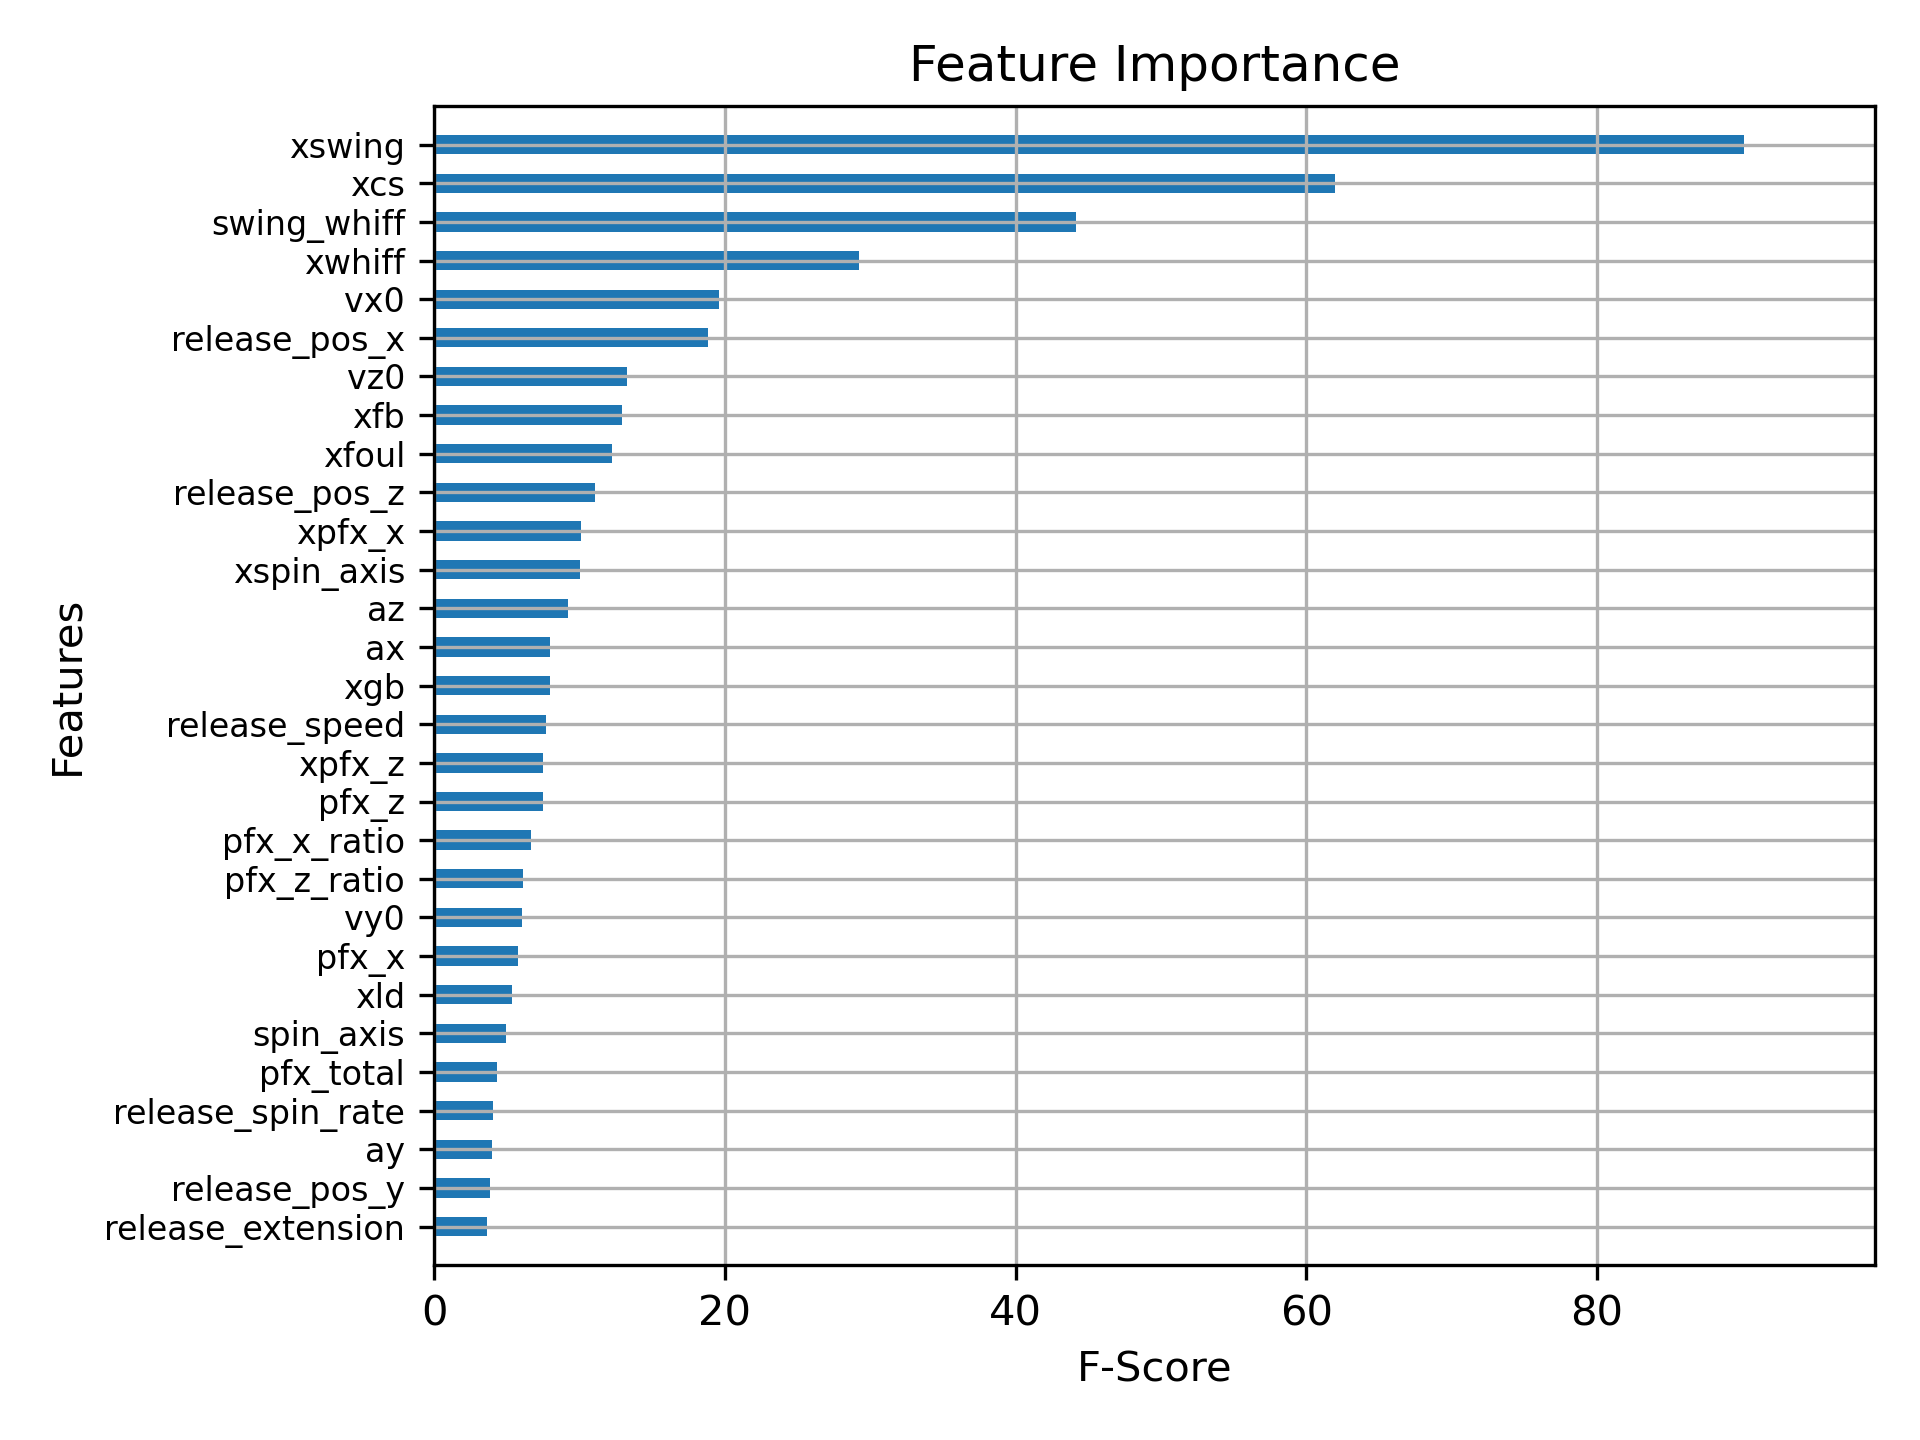 Feature Importance
xswing
xcs
swing_whiff
xwhiff
vx0
release_pos_x
vz0
xfb
xfoul
release_pos_z
xpfx_x
xspin_axis
az
ax
xgb
release_speed
xpfx_z
pfx_z
pfx_x_ratio
pfx_z_ratio
vy0
pfx_x
xld
spin_axis
pfx_total
release_spin_rate
ay
release_pos_y
release_extension
Features
0 20 40 60 80
F-Score